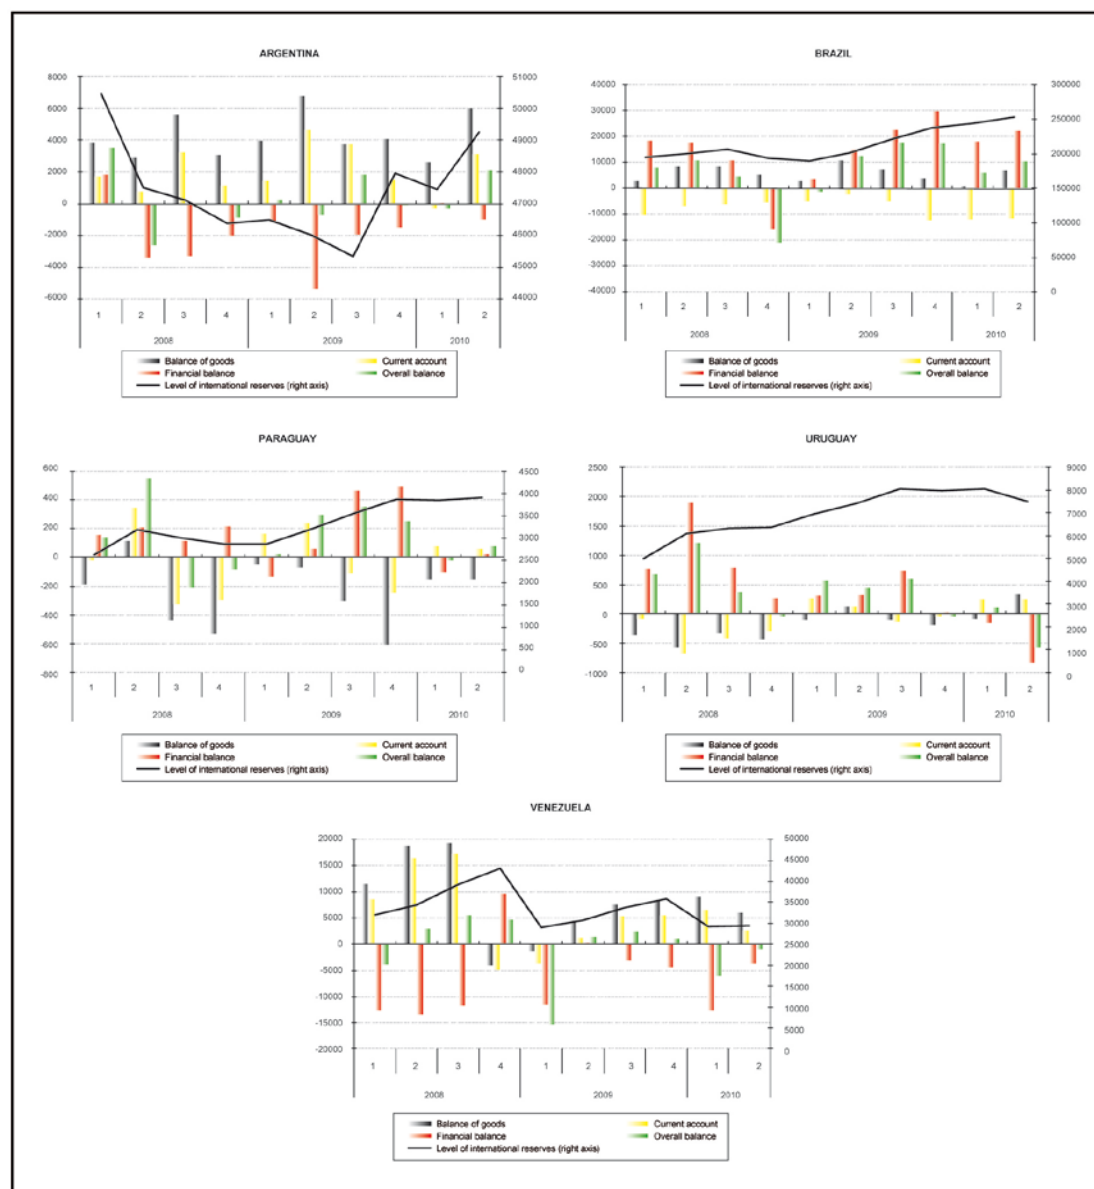 ARGENTINA
8000 51000
6000 50000
4000 49000
2000 48000
0 47000
-2000 46000
-4000 45000
-6000 44000
1 2 3 4 1 2 3 4 1 2
2008 2009 2010
Balance of goods Current account
Financial balance Overall balance
Level of international reserves (right axis)
BRAZIL
40000 300000
30000 250000
20000 200000
10000
0 150000
-10000 100000
-20000
-30000 50000
-40000 0
1 2 3 4 1 2 3 4 1 2
2008 2009 2010
Balance of goods Current account
Financial balance Overall balance
Level of international reserves (right axis)
PARAGUAY
600 4500
400 4000
3500
200 3000
0 2500
-200 2000
-400 1500
1000
-600 500
-800 0
1 2 3 4 1 2 3 4 1 2
2008 2009 2010
Balance of goods Current account
Financial balance Overall balance
Level of international reserves (right axis)
URUGUAY
2500 9000
2000 8000
7000
1500 6000
1000 5000
500 4000
0 3000
-500 2000
1000
-1000 0
1 2 3 4 1 2 3 4 1 2
2008 2009 2010
Balance of goods Current account
Financial balance Overall balance
Level of international reserves (right axis)
VENEZUELA
20000 50000
15000 45000
10000 40000
5000 35000
30000
0 25000
-5000 20000
-10000 15000
10000
-15000 5000
-20000 0
1 2 3 4 1 2 3 4 1 2
2008 2009 2010
Balance of goods Current account
Financial balance Overall balance
Level of international reserves (right axis)